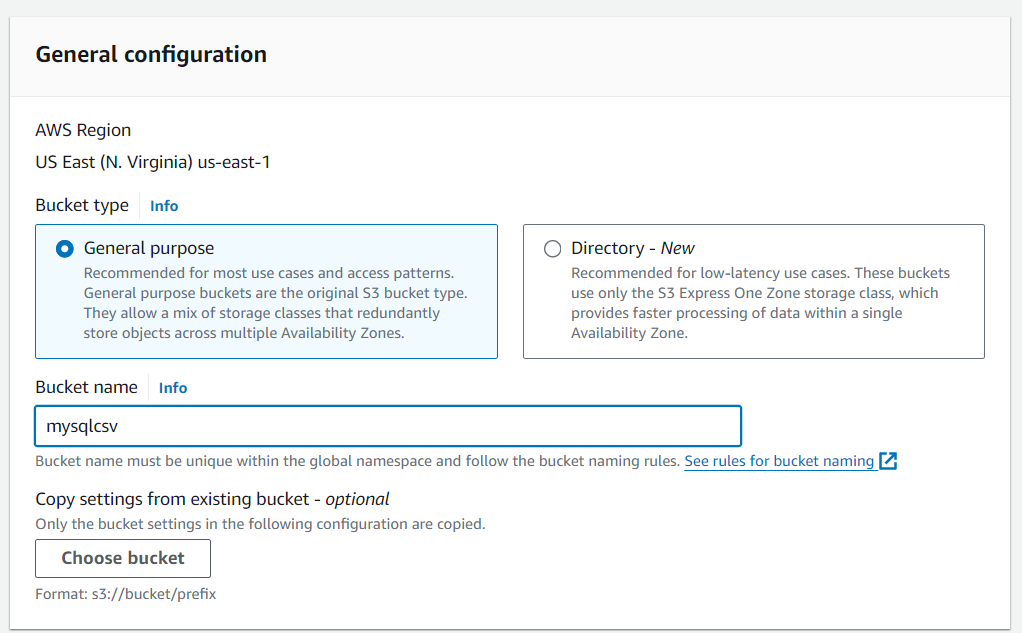 General configuration
AWS Region
US East (N. Virginia) us-east-1
Bucket type Info
General purpose
Recommended for most use cases and access patterns.
General purpose buckets are the original S3 bucket type.
They allow a mix of storage classes that redundantly
store objects across multiple Availability Zones.
Directory - New
Recommended for low-latency use cases. These buckets
use only the S3 Express One Zone storage class, which
provides faster processing of data within a single
Availability Zone.
Bucket name Info
mysqlcsv
Bucket name must be unique within the global namespace and follow the bucket naming rules. See rules for bucket naming
Copy settings from existing bucket - optional
Only the bucket settings in the following configuration are copied.
Choose bucket
Format: s3://bucket/prefix